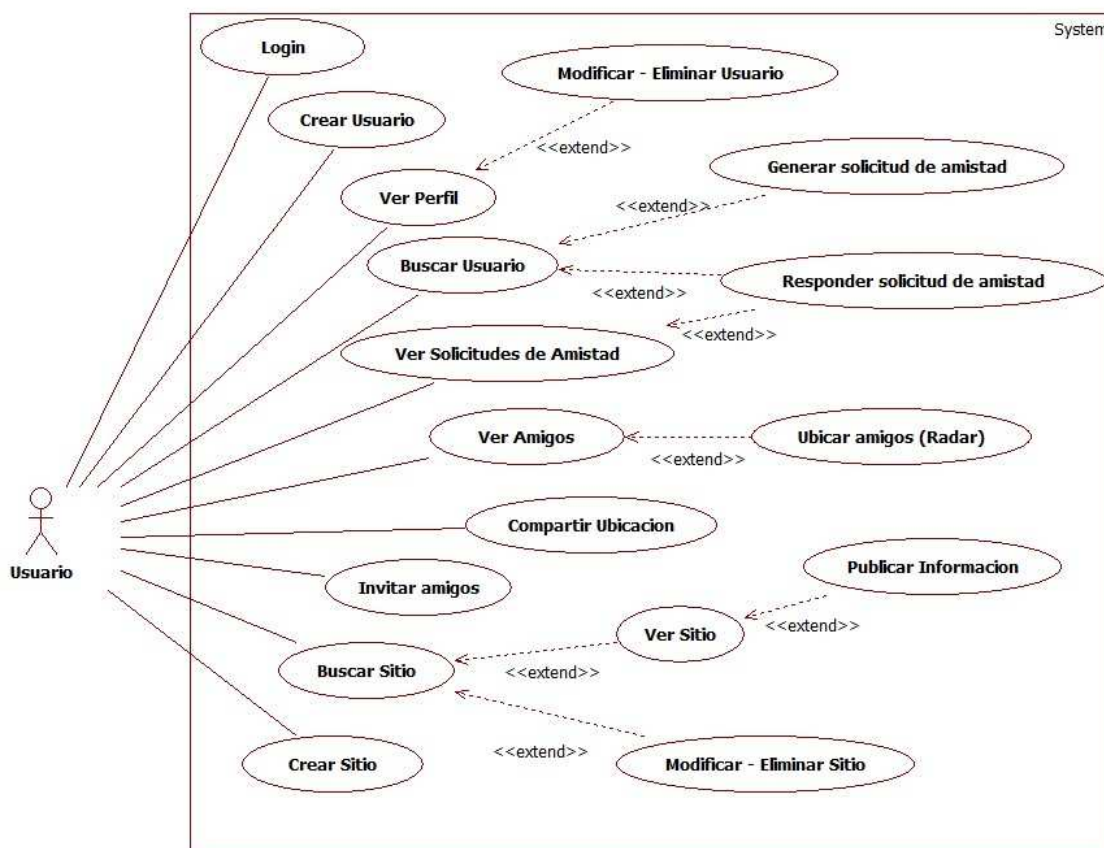 System
Login
Modificar - Eliminar Usuario
Crear Usuario
<<extend>>
Generar solicitud de amistad
Ver Perfil
<<extend>>
Buscar Usuario
Responder solicitud de amistad
<<extend>>
<<extend>>
Ver Solicitudes de Amistad
Ver Amigos
Ubicar amigos (Radar)
<<extend>>
Compartir Ubicacion
Publicar Informacion
Usuario
Invitar amigos
<<extend>>
Ver Sitio
Buscar Sitio
<<extend>>
<<extend>>
Crear Sitio
Modificar - Eliminar Sitio